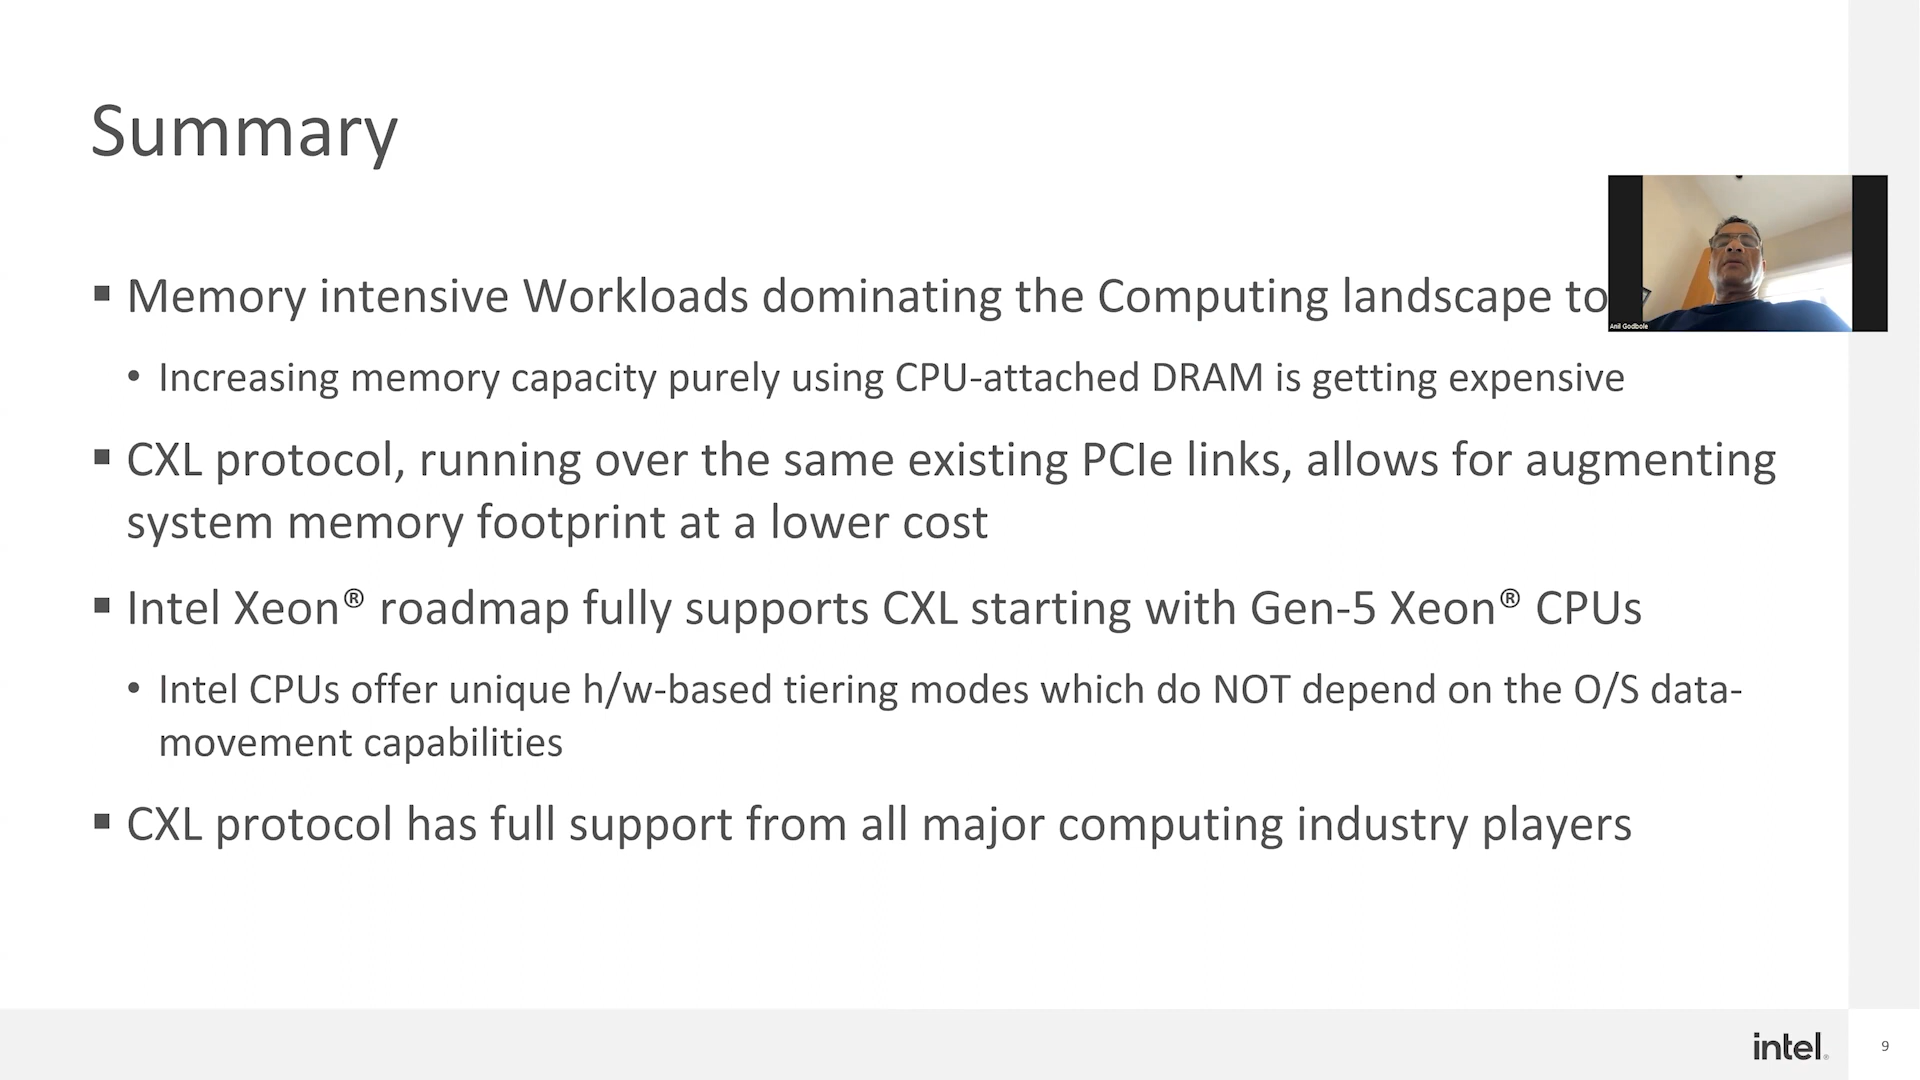 Summary
▪ Memory intensive Workloads dominating the Computing landscape to
• Increasing memory capacity purely using CPU-attached DRAM is getting expensive
▪ CXL protocol, running over the same existing PCIe links, allows for augmenting
system memory footprint at a lower cost
▪ Intel Xeon® roadmap fully supports CXL starting with Gen-5 Xeon® CPUs
• Intel CPUs offer unique h/w-based tiering modes which do NOT depend on the O/S data-
movement capabilities
▪ CXL protocol has full support from all major computing industry players
Anil Godbole
intel.
9